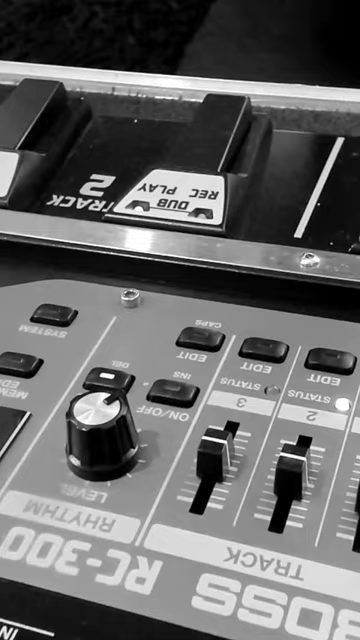 BOSS
RC-300
TRACK
RHYTHM
LEVEL
2
3
STATUS
STATUS
ON/OFF
INS
DEL
EDIT
EDIT
EDIT
CAPS
SYSTEM
REC PLAY
DUB
TRACK
2
IN